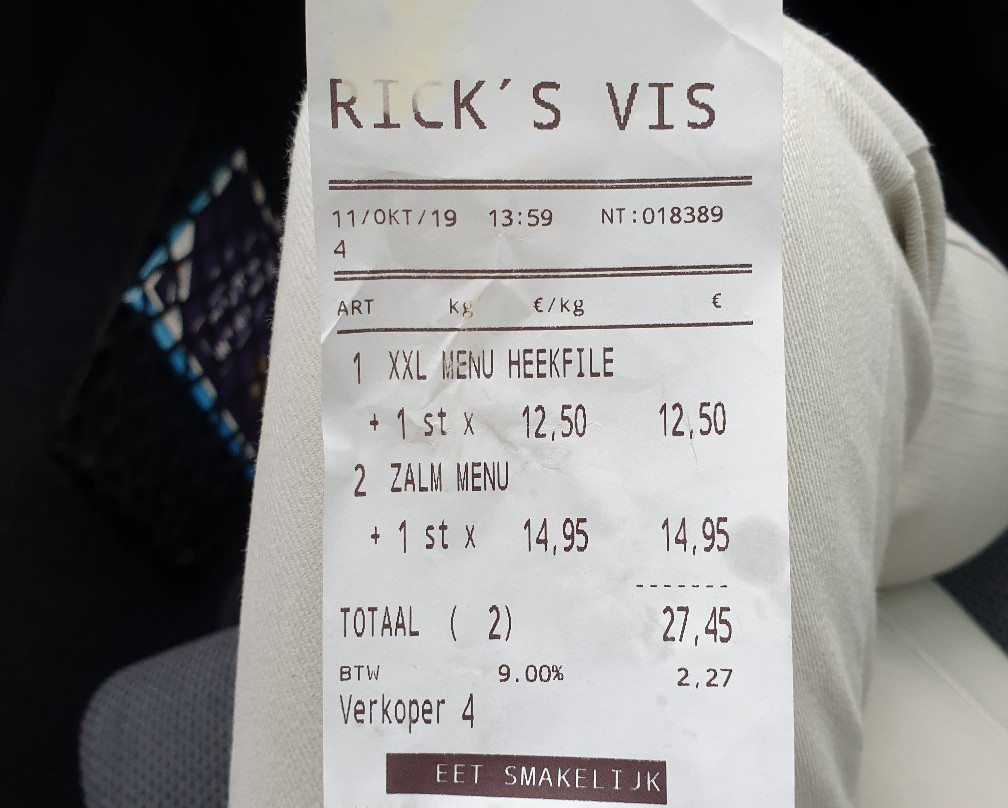 RICK´S VIS
11/OKT/19 13:59 NT:018389
4
ART kg €/kg €
1 XXL MENU HEEKFILE
+ 1 st x 12,50 12,50
2 ZALM MENU
+ 1 st x 14,95 14,95
-------
TOTAAL ( 2) 27,45
BTW 9.00% 2,27
Verkoper 4
EET SMAKELIJK